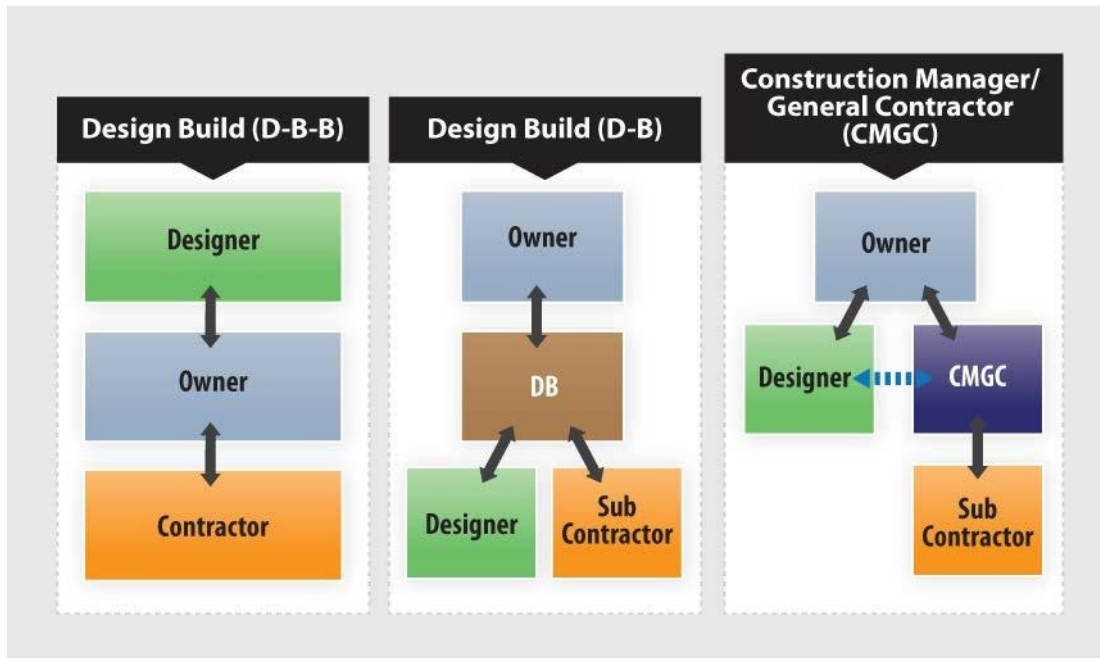 Design Build (D-B-B)
Designer
Owner
Contractor
Design Build (D-B)
Owner
DB
Designer
Sub
Contractor
Construction Manager/
General Contractor
(CMGC)
Owner
Designer
CMGC
Sub
Contractor